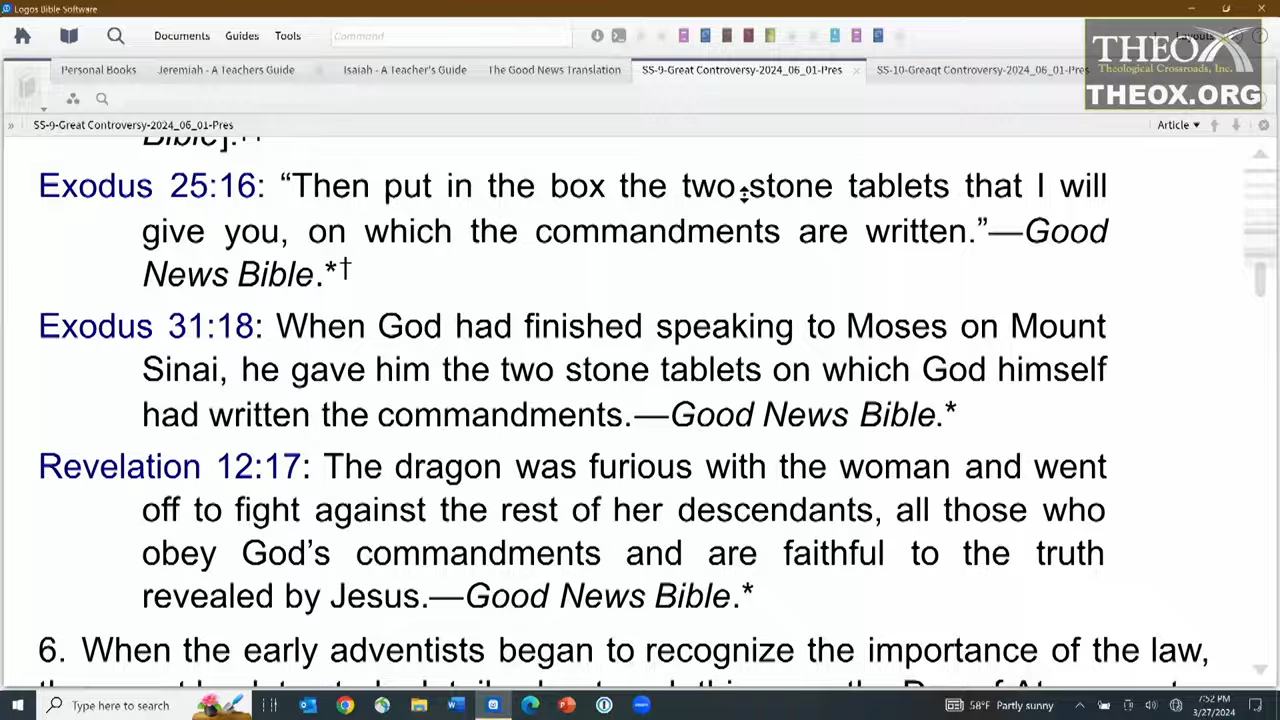 Logos Bible Software
Documents Guides Tools Command
THEOX
Theological Crossroads, Inc.
THEOX.ORG
Personal Books Jeremiah - A Teachers Guide Isaiah - A The Good News Translation SS-9-Great Controversy-2024_06_01-Pres SS-10-Greaqt Controversy-2024_06_01-Pres
SS-9-Great Controversy-2024_06_01-Pres Article
Bible].††
Exodus 25:16: “Then put in the box the two stone tablets that I will
give you, on which the commandments are written.”—Good
News Bible.*†
Exodus 31:18: When God had finished speaking to Moses on Mount
Sinai, he gave him the two stone tablets on which God himself
had written the commandments.—Good News Bible.*
Revelation 12:17: The dragon was furious with the woman and went
off to fight against the rest of her descendants, all those who
obey God’s commandments and are faithful to the truth
revealed by Jesus.—Good News Bible.*
6. When the early adventists began to recognize the importance of the law,
Type here to search
58°F Partly sunny
7:52 PM
3/27/2024